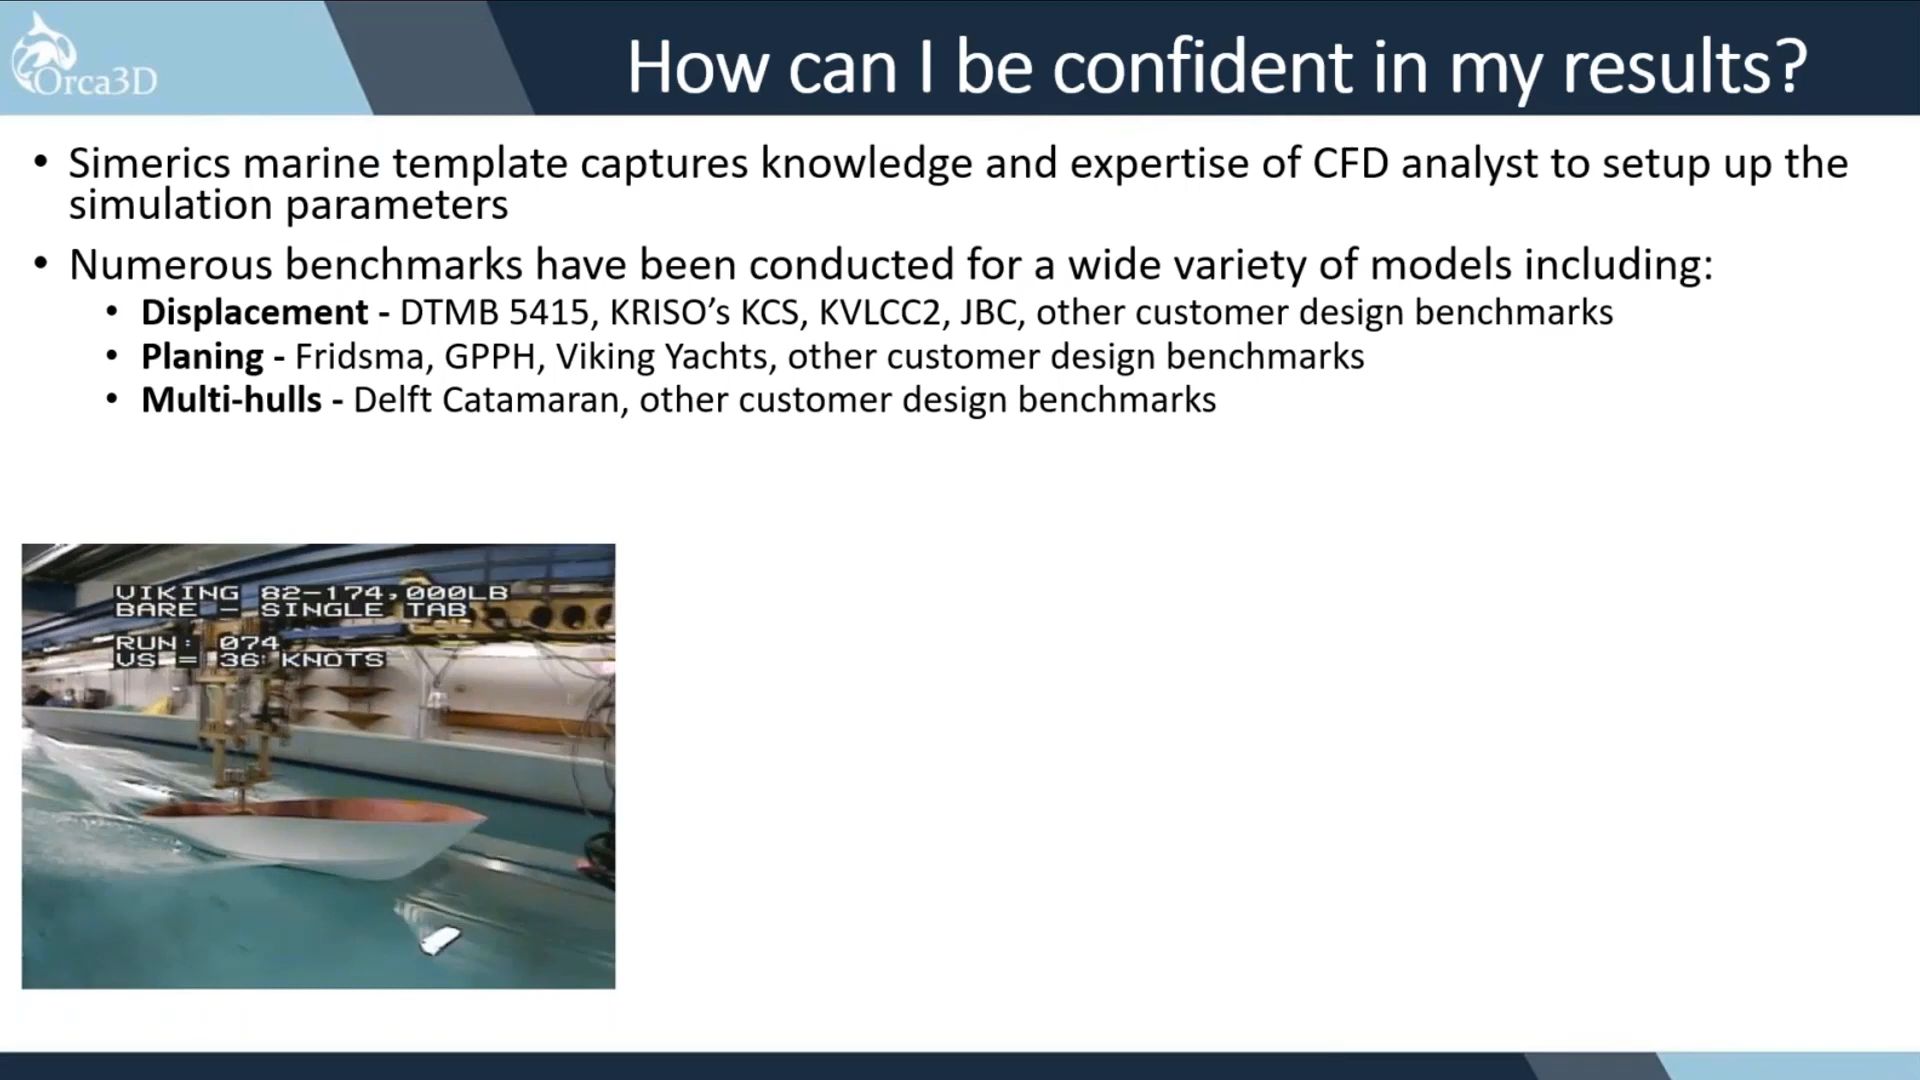 Orca3D
How can I be confident in my results?
• Simerics marine template captures knowledge and expertise of CFD analyst to setup up the
simulation parameters
• Numerous benchmarks have been conducted for a wide variety of models including:
• Displacement - DTMB 5415, KRISO’s KCS, KVLCC2, JBC, other customer design benchmarks
• Planing - Fridsma, GPPH, Viking Yachts, other customer design benchmarks
• Multi-hulls - Delft Catamaran, other customer design benchmarks
VIKING 82-174,000LB
BARE - SINGLE TAB
RUN: 074
VS = 36 KNOTS